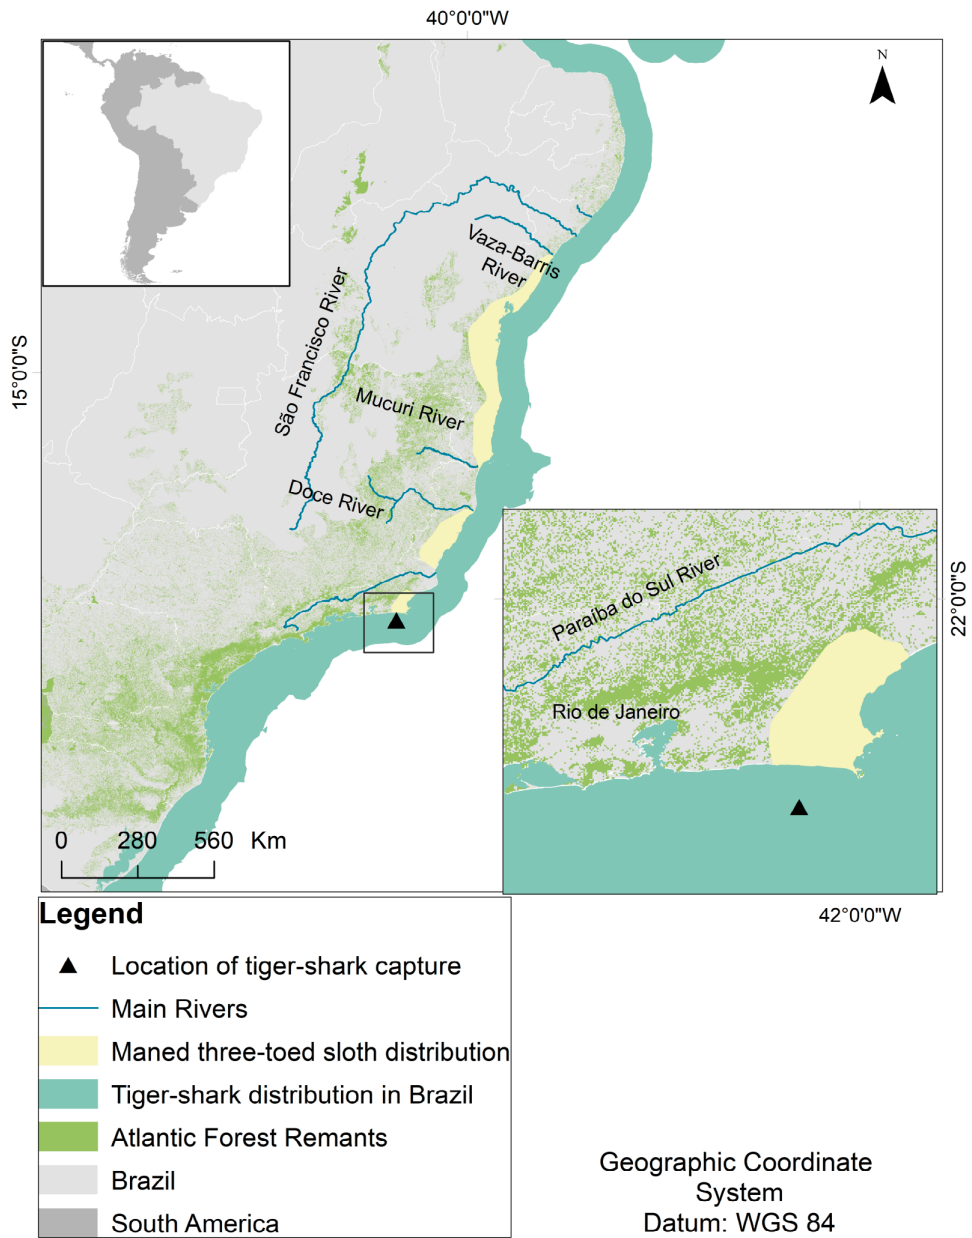 40°0'0"W
N
Vaza-Barris
River
São Francisco River
15°0'0"S
Mucuri River
Doce River
Paraíba do Sul River
22°0'0"S
Rio de Janeiro
0 280 560 Km
42°0'0"W
Legend
Location of tiger-shark capture
Main Rivers
Maned three-toed sloth distribution
Tiger-shark distribution in Brazil
Atlantic Forest Remants
Brazil
South America
Geographic Coordinate
System
Datum: WGS 84